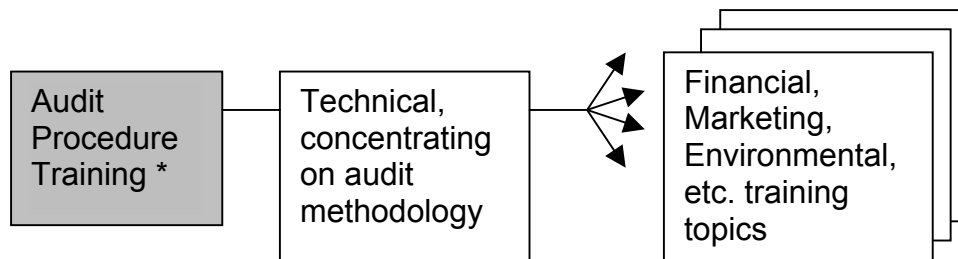 Audit
Procedure
Training *
Technical,
concentrating
on audit
methodology
Financial,
Marketing,
Environmental,
etc. training
topics